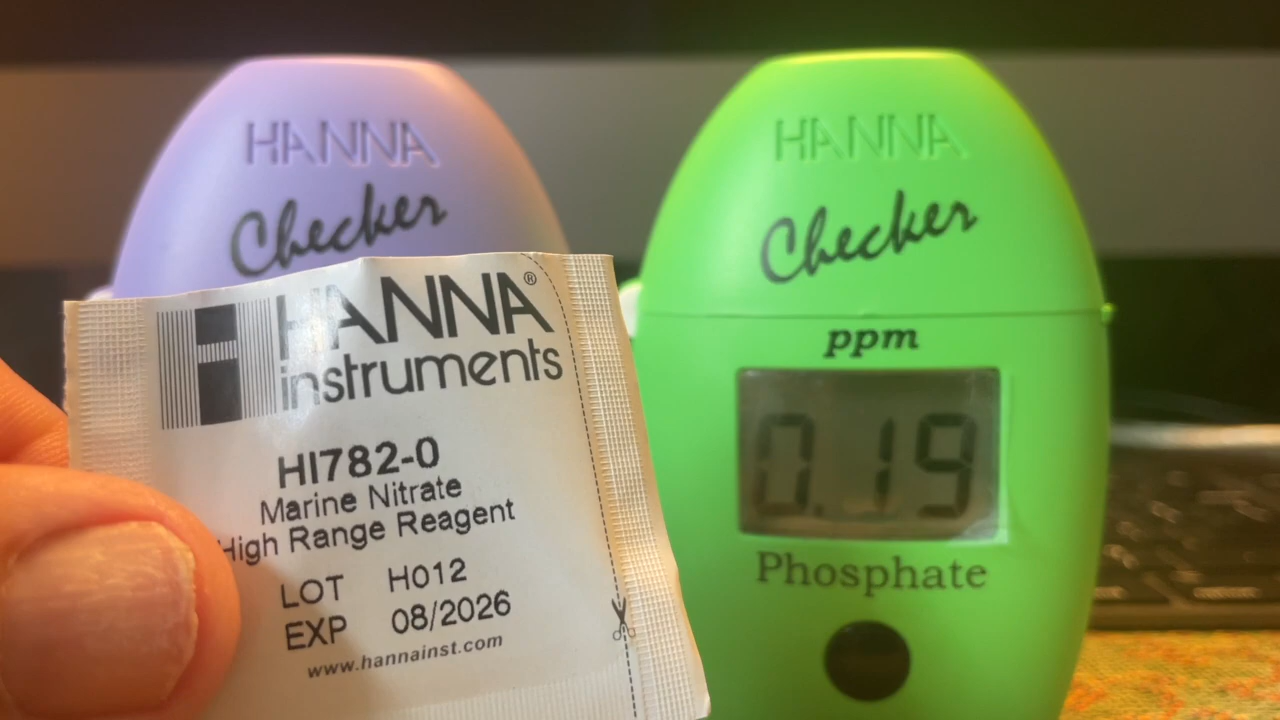 HANNA
Checker
HANNA
Checker
ppm
0.19
Phosphate
HANNA®
instruments
HI782-0
Marine Nitrate
High Range Reagent
LOT H012
EXP 08/2026
www.hannainst.com